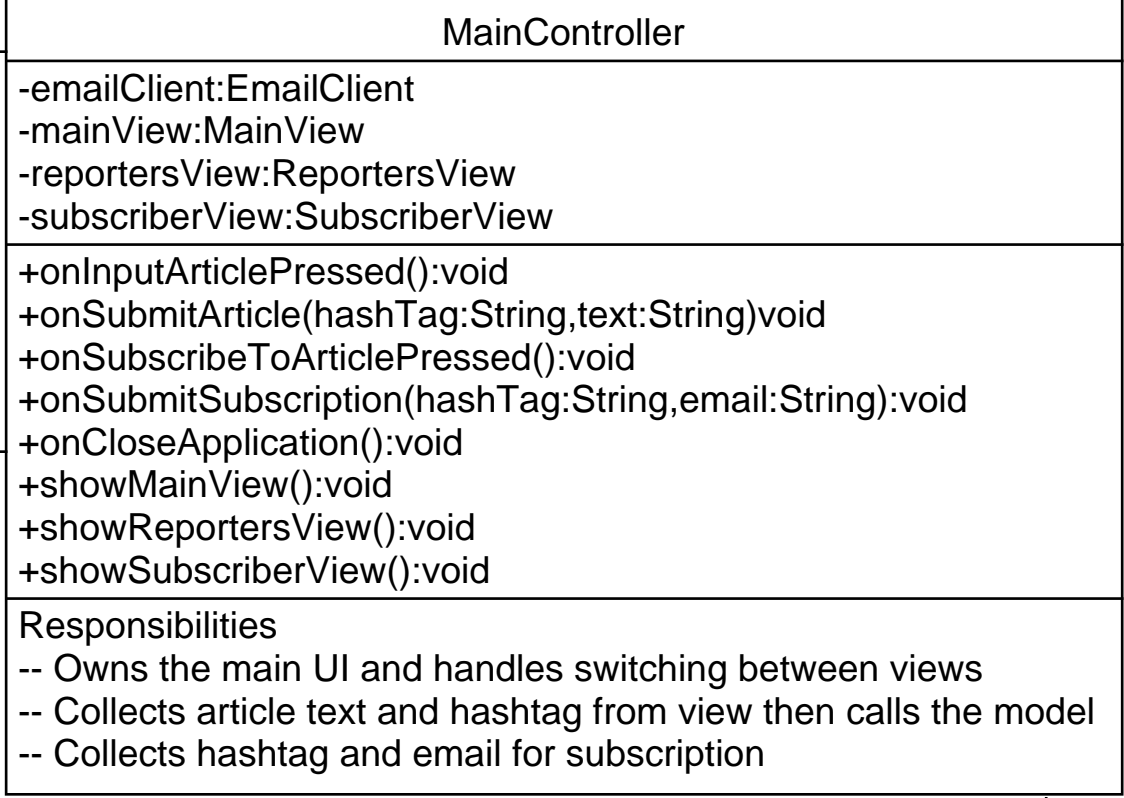 MainController
-emailClient:EmailClient
-mainView:MainView
-reportersView:ReportersView
-subscriberView:SubscriberView
+onInputArticlePressed():void
+onSubmitArticle(hashTag:String,text:String)void
+onSubscribeToArticlePressed():void
+onSubmitSubscription(hashTag:String,email:String):void
+onCloseApplication():void
+showMainView():void
+showReportersView():void
+showSubscriberView():void
Responsibilities
-- Owns the main UI and handles switching between views
-- Collects article text and hashtag from view then calls the model
-- Collects hashtag and email for subscription